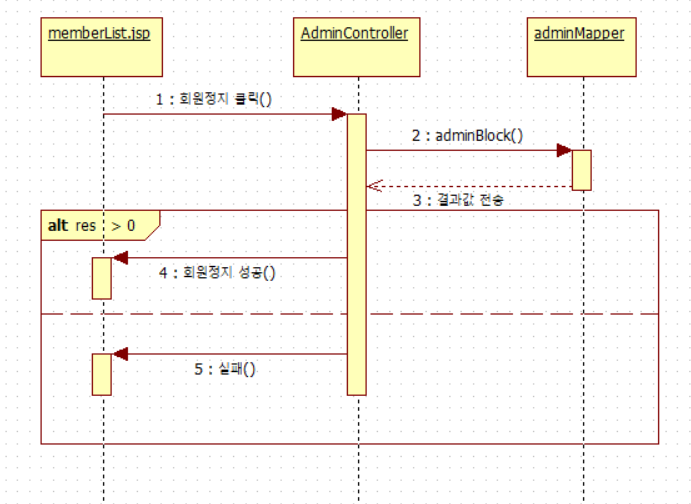 memberList.jsp
AdminController
adminMapper
1 : 회원정지 클릭()
2 : adminBlock()
3 : 결과값 전송
alt res > 0
4 : 회원정지 성공()
5 : 실패()